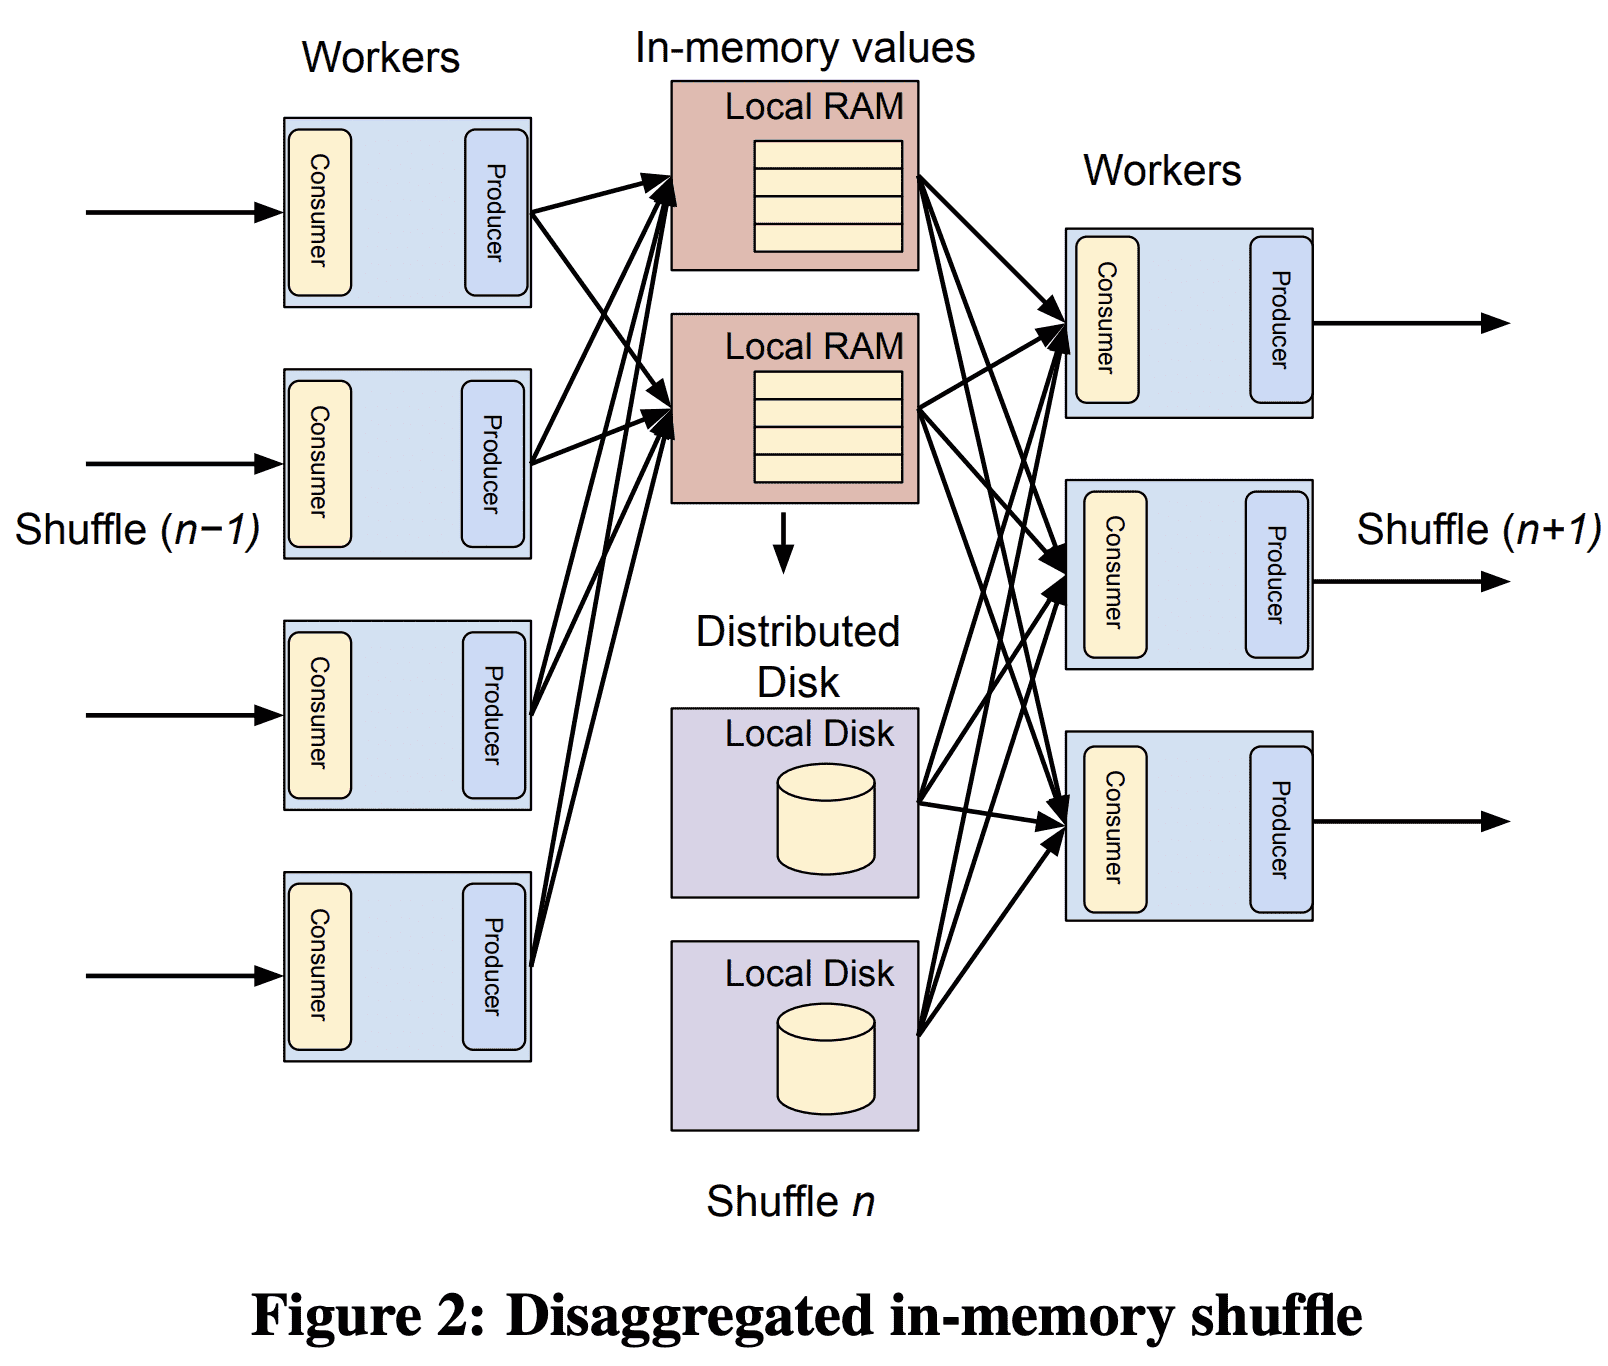 Workers
Consumer
Producer
Consumer
Producer
Shuffle (n−1)
Consumer
Producer
Consumer
Producer
In-memory values
Local RAM
Local RAM
Distributed
Disk
Local Disk
Local Disk
Shuffle n
Workers
Consumer
Producer
Consumer
Producer
Shuffle (n+1)
Consumer
Producer
Figure 2: Disaggregated in-memory shuffle